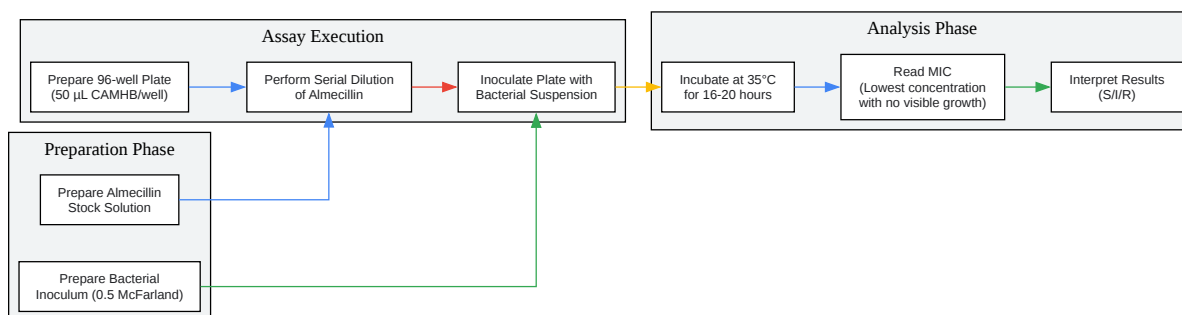 Assay Execution
Prepare 96-well Plate
(50 µL CAMHB/well)
Perform Serial Dilution
of Almecillin
Inoculate Plate with
Bacterial Suspension
Analysis Phase
Incubate at 35°C
for 16-20 hours
Read MIC
(Lowest concentration
with no visible growth)
Interpret Results
(S/I/R)
Preparation Phase
Prepare Almecillin
Stock Solution
Prepare Bacterial
Inoculum (0.5 McFarland)